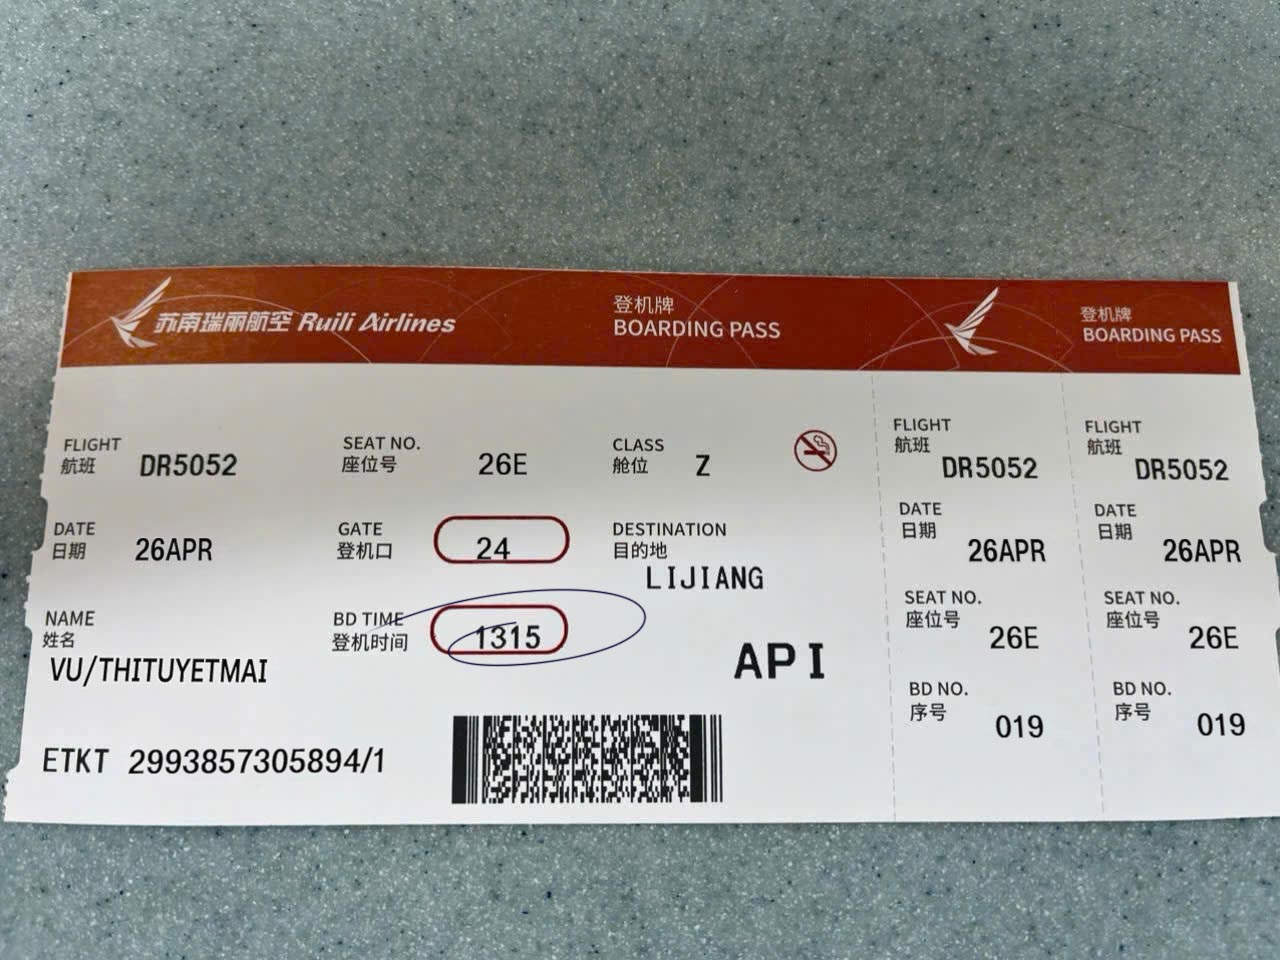 苏南瑞丽航空 Ruili Airlines
登机牌
BOARDING PASS
FLIGHT
航班 DR5052
SEAT NO.
座位号 26E
CLASS
舱位 Z
DATE
日期 26APR
GATE
登机口 24
DESTINATION
目的地
LIJIANG
NAME
姓名
VU/THITUYETMAI
BD TIME
登机时间 1315
API
ETKT 2993857305894/1
FLIGHT
航班
DR5052
DATE
日期
26APR
SEAT NO.
座位号
26E
BD NO.
序号
019
登机牌
BOARDING PASS
FLIGHT
航班
DR5052
DATE
日期
26APR
SEAT NO.
座位号
26E
BD NO.
序号
019